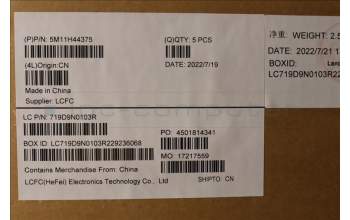 (P)P/N: 5M11H44375
(Q)QTY: 5 PCS
净重: WEIGHT: 2.5
DATE: 2022/7/21 1
(4L)Origin:CN
DATE: 2022/7/19
BOXID:
LC719D9N0103R22
Made in China
Supplier: LCFC
LC P/N: 719D9N0103R
PO: 4501814341
BOX ID: LC719D9N0103R229236068
MO: 17217559
Contains Merchandise From: China
LCFC(HeFei) Electronics Technology Co., Ltd
SHIPTO: CN